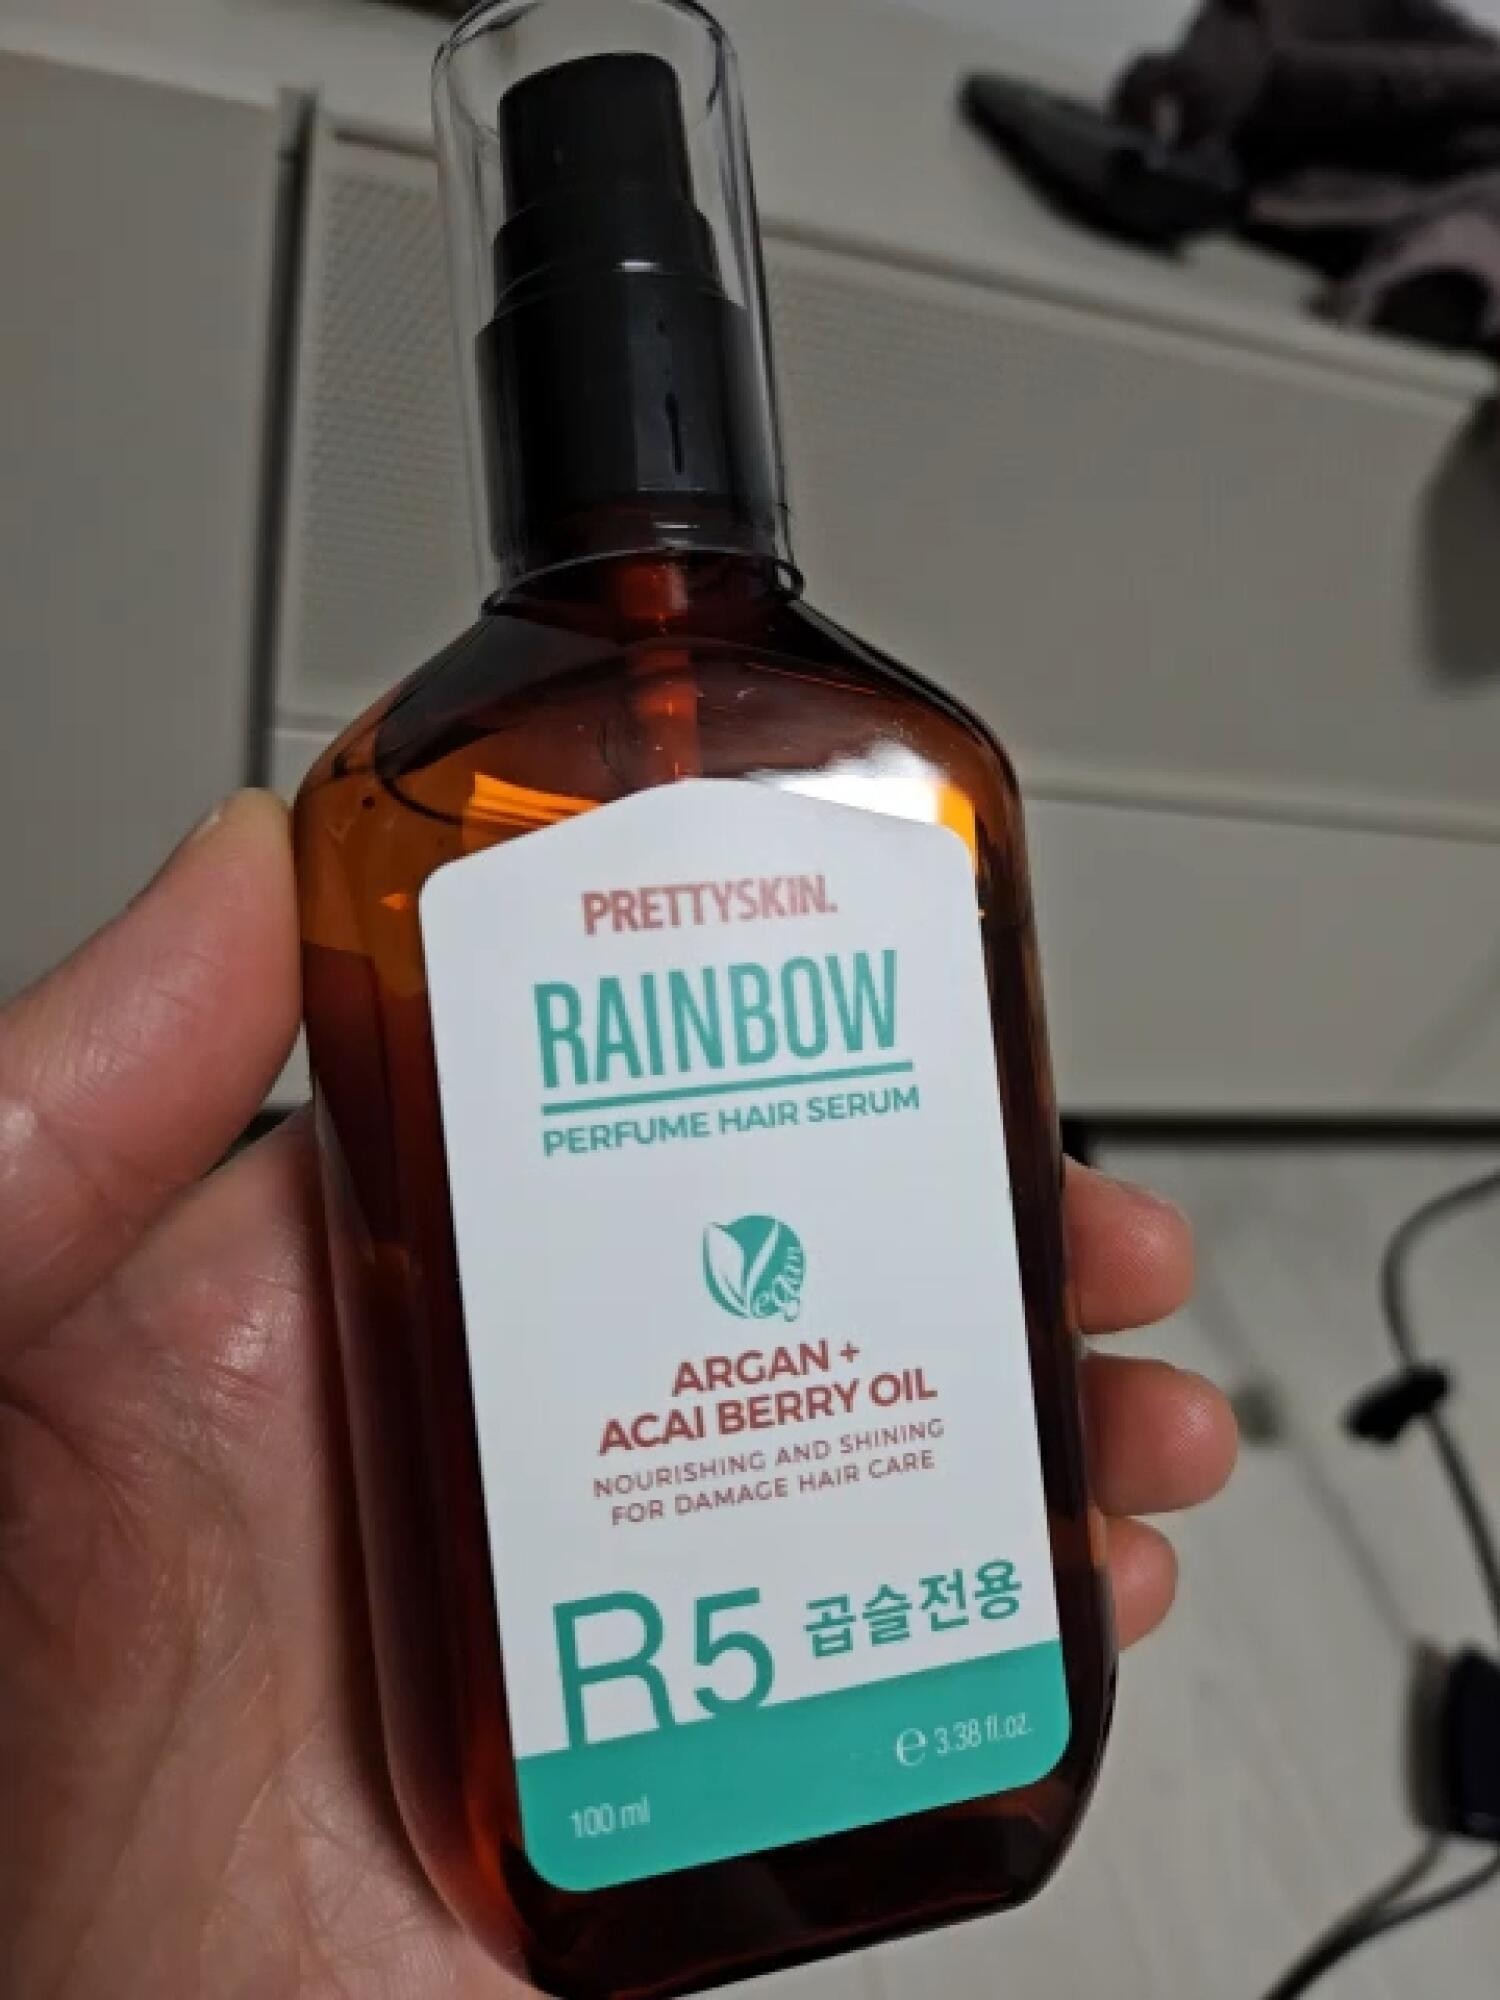 PRETTYSKIN.
RAINBOW
PERFUME HAIR SERUM
Vegan
ARGAN +
ACAI BERRY OIL
NOURISHING AND SHINING
FOR DAMAGE HAIR CARE
R5 곱슬전용
100 ml ℮ 3.38 fl.oz.